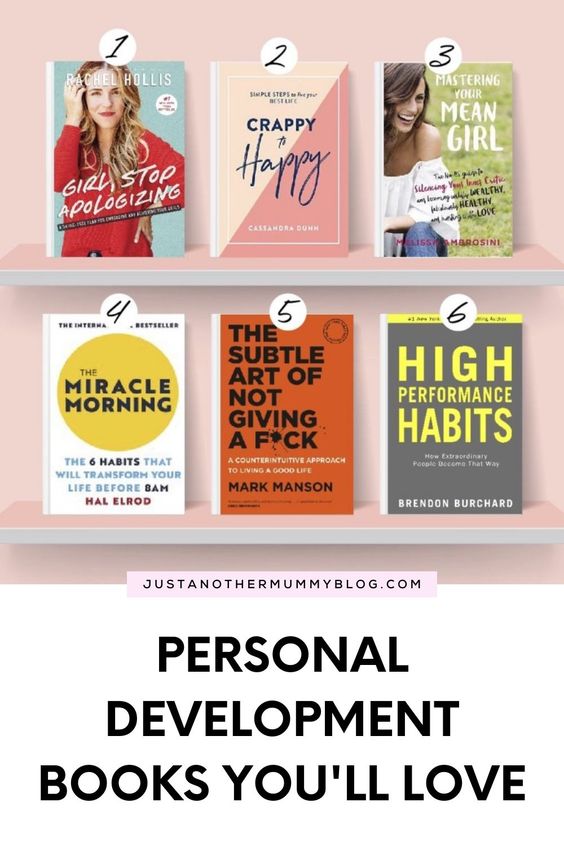 1
2
3
RACHEL HOLLIS
GIRL, STOP
APOLOGIZING
SIMPLE STEPS to live your
BEST LIFE
CRAPPY
to
Happy
CASSANDRA DUNN
MASTERING
YOUR
MEAN
GIRL
The No-BS guide to
Silencing Your Inner Critic
and becoming wildly WEALTHY,
fabulously HEALTHY,
and bursting with LOVE
MELISSA AMBROSINI
4
5
6
BESTSELLER
THE
MIRACLE
MORNING
THE 6 HABITS THAT
WILL TRANSFORM YOUR
LIFE BEFORE 8AM
HAL ELROD
THE
SUBTLE
ART OF
NOT
GIVING
A F*CK
A COUNTERINTUITIVE APPROACH
TO LIVING A GOOD LIFE
MARK MANSON
#1 New York
Author
HIGH
PERFORMANCE
HABITS
How Extraordinary
People Become That Way
BRENDON BURCHARD
JUSTANOTHERMUMMYBLOG.COM
PERSONAL
DEVELOPMENT
BOOKS YOU'LL LOVE